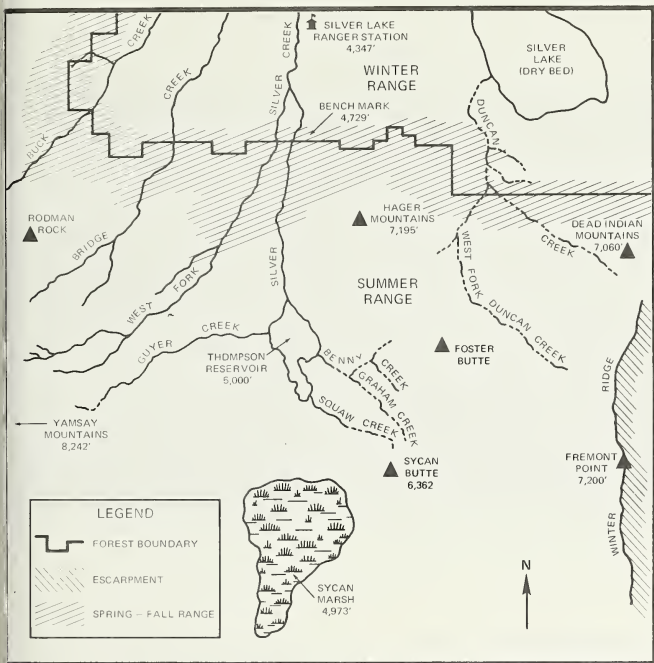 SILVER LAKE
RANGER STATION
4,347'
SILVER
LAKE
(DRY BED)
WINTER
RANGE
BENCH MARK
4,729'
BUCK
CREEK
BRIDGE
CREEK
SILVER
CREEK
DUNCAN
CREEK
RODMAN
ROCK
HAGER
MOUNTAINS
7,195'
DEAD INDIAN
MOUNTAINS
7,060'
WEST FORK
SILVER
WEST FORK
DUNCAN CREEK
SUMMER
RANGE
GUYER CREEK
THOMPSON
RESERVOIR
5,000'
BENNY
CREEK
GRAHAM CREEK
SQUAW CREEK
FOSTER
BUTTE
YAMSAY
MOUNTAINS
8,242'
SYCAN
BUTTE
6,362
FREMONT
POINT
7,200'
WINTER
RIDGE
LEGEND
FOREST BOUNDARY
ESCARPMENT
SPRING – FALL RANGE
SYCAN
MARSH
4,973'
N